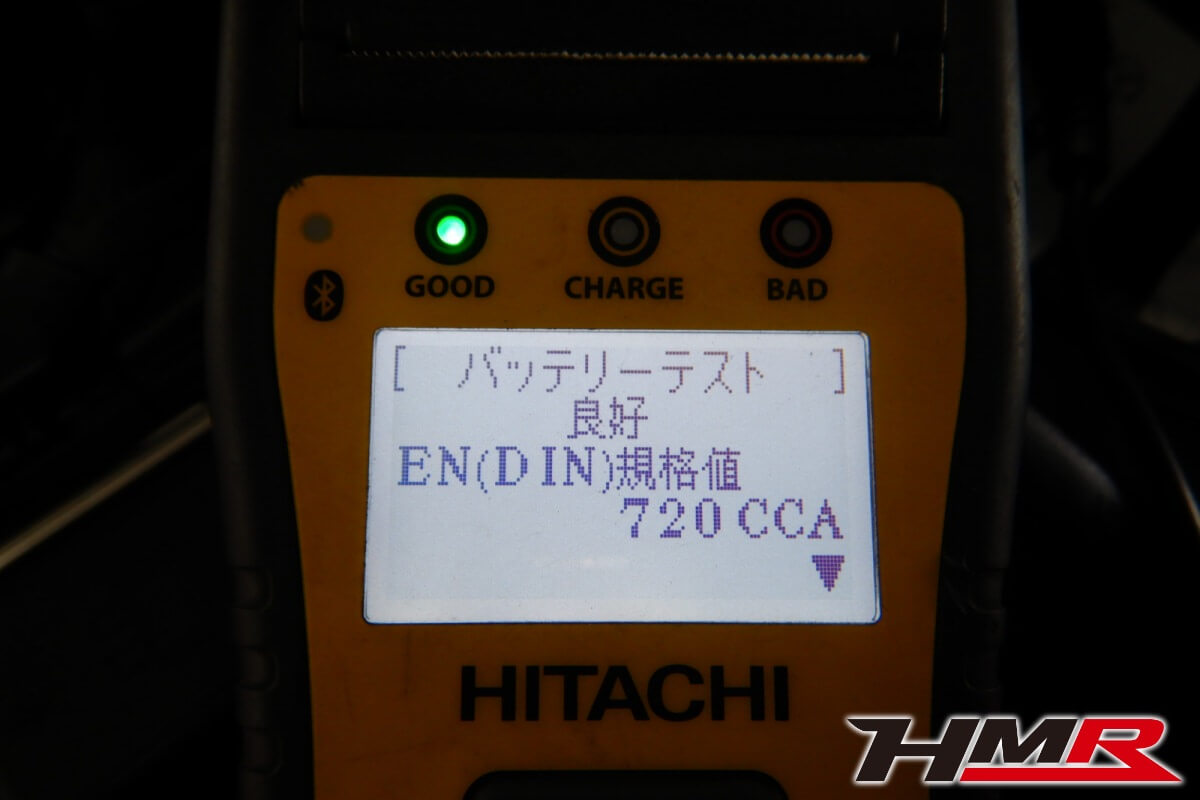 GOOD CHARGE BAD
[ バッテリーテスト ]
良好
EN(DIN)規格値
720 CCA
▼
HITACHI
HMR